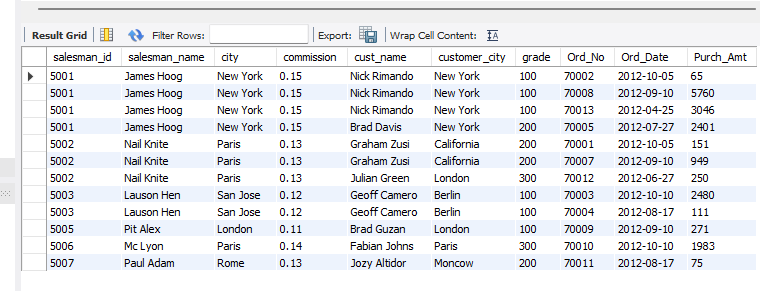 Result Grid Filter Rows: Export: Wrap Cell Content:
salesman_id salesman_name city commission cust_name customer_city grade Ord_No Ord_Date Purch_Amt
5001 James Hoog New York 0.15 Nick Rimando New York 100 70002 2012-10-05 65
5001 James Hoog New York 0.15 Nick Rimando New York 100 70008 2012-09-10 5760
5001 James Hoog New York 0.15 Nick Rimando New York 100 70013 2012-04-25 3046
5001 James Hoog New York 0.15 Brad Davis New York 200 70005 2012-07-27 2401
5002 Nail Knite Paris 0.13 Graham Zusi California 200 70001 2012-10-05 151
5002 Nail Knite Paris 0.13 Graham Zusi California 200 70007 2012-09-10 949
5002 Nail Knite Paris 0.13 Julian Green London 300 70012 2012-06-27 250
5003 Lauson Hen San Jose 0.12 Geoff Camero Berlin 100 70003 2012-10-10 2480
5003 Lauson Hen San Jose 0.12 Geoff Camero Berlin 100 70004 2012-08-17 111
5005 Pit Alex London 0.11 Brad Guzan London 100 70009 2012-09-10 271
5006 Mc Lyon Paris 0.14 Fabian Johns Paris 300 70010 2012-10-10 1983
5007 Paul Adam Rome 0.13 Jozy Altidor Moncow 200 70011 2012-08-17 75